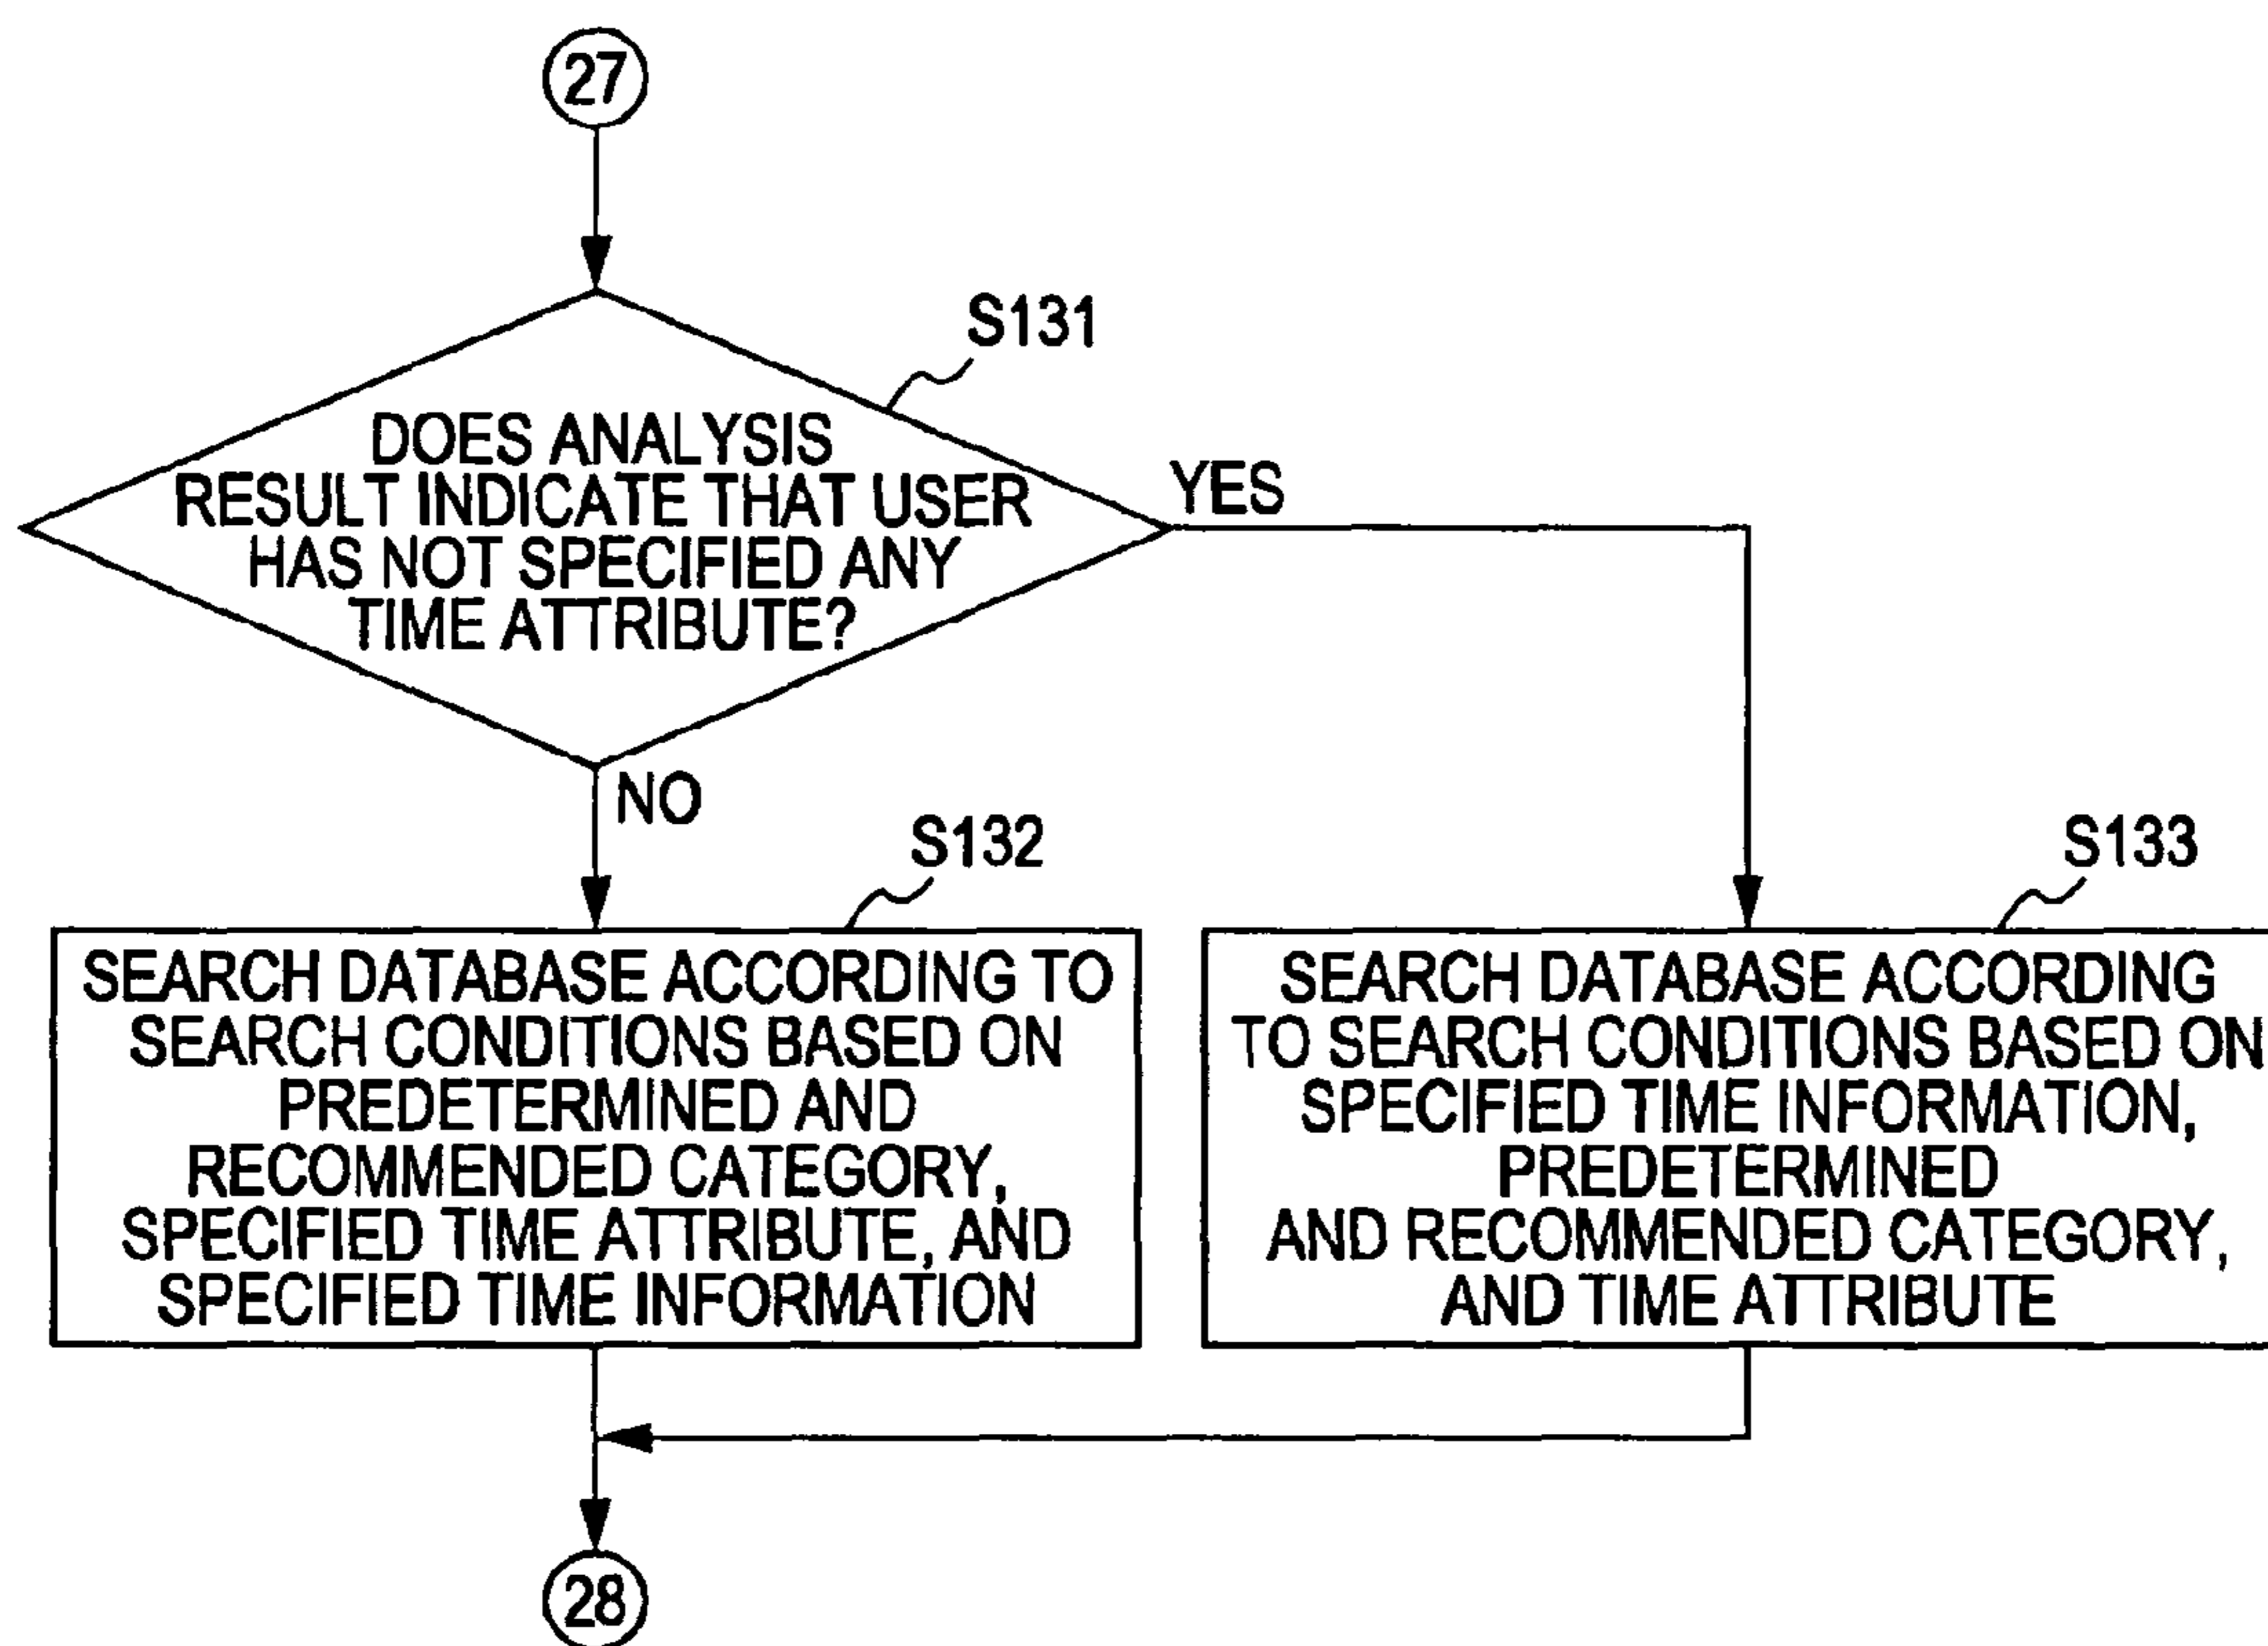 27
S131
DOES ANALYSIS
RESULT INDICATE THAT USER
HAS NOT SPECIFIED ANY
TIME ATTRIBUTE?
YES
NO
S132
SEARCH DATABASE ACCORDING TO
SEARCH CONDITIONS BASED ON
PREDETERMINED AND
RECOMMENDED CATEGORY,
SPECIFIED TIME ATTRIBUTE, AND
SPECIFIED TIME INFORMATION
S133
SEARCH DATABASE ACCORDING
TO SEARCH CONDITIONS BASED ON
SPECIFIED TIME INFORMATION,
PREDETERMINED
AND RECOMMENDED CATEGORY,
AND TIME ATTRIBUTE
28